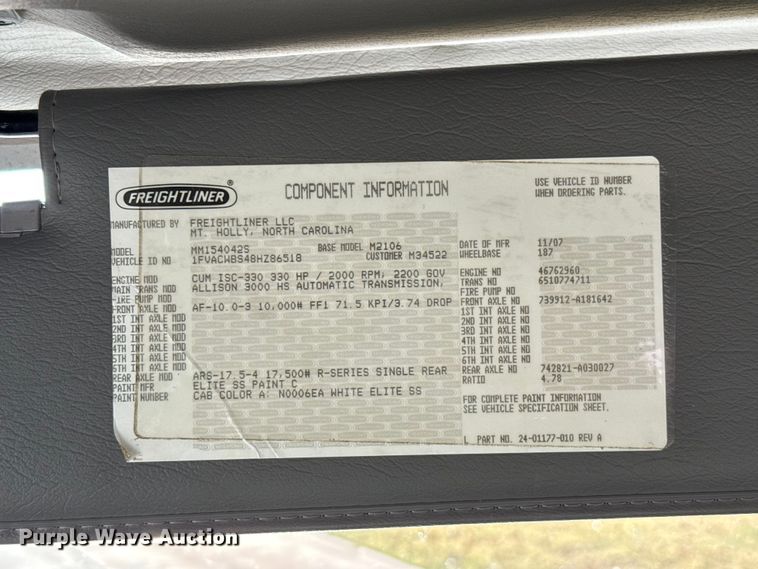 FREIGHTLINER®
COMPONENT INFORMATION
USE VEHICLE ID NUMBER
WHEN ORDERING PARTS.
MANUFACTURED BY FREIGHTLINER LLC
MT. HOLLY, NORTH CAROLINA
MODEL MM154042S BASE MODEL M2106 DATE OF MFR 11/07
VEHICLE ID NO 1FVACWBS48HZ86518 CUSTOMER M34522 WHEELBASE 187
ENGINE MOD CUM ISC-330 330 HP / 2000 RPM, 2200 GOV ENGINE NO 46762960
MAIN TRANS MOD ALLISON 3000 HS AUTOMATIC TRANSMISSION, TRANS NO 6510774711
FIRE PUMP MOD FIRE PUMP NO
FRONT AXLE MOD AF-10.0-3 10,000# FF1 71.5 KPI/3.74 DROP FRONT AXLE NO 739912-A181642
1ST INT AXLE MOD 1ST INT AXLE NO
2ND INT AXLE MOD 2ND INT AXLE NO
3RD INT AXLE MOD 3RD INT AXLE NO
4TH INT AXLE MOD 4TH INT AXLE NO
5TH INT AXLE MOD 5TH INT AXLE NO
6TH INT AXLE MOD 6TH INT AXLE NO
REAR AXLE MOD ARS-17.5-4 17,500# R-SERIES SINGLE REAR REAR AXLE NO 742821-A030027
PAINT MOD ELITE SS PAINT C RATIO 4.78
PAINT NUMBER CAB COLOR A: N0006EA WHITE ELITE SS
FOR COMPLETE PAINT INFORMATION
SEE VEHICLE SPECIFICATION SHEET.
L PART NO. 24-01177-010 REV A
Purple Wave Auction